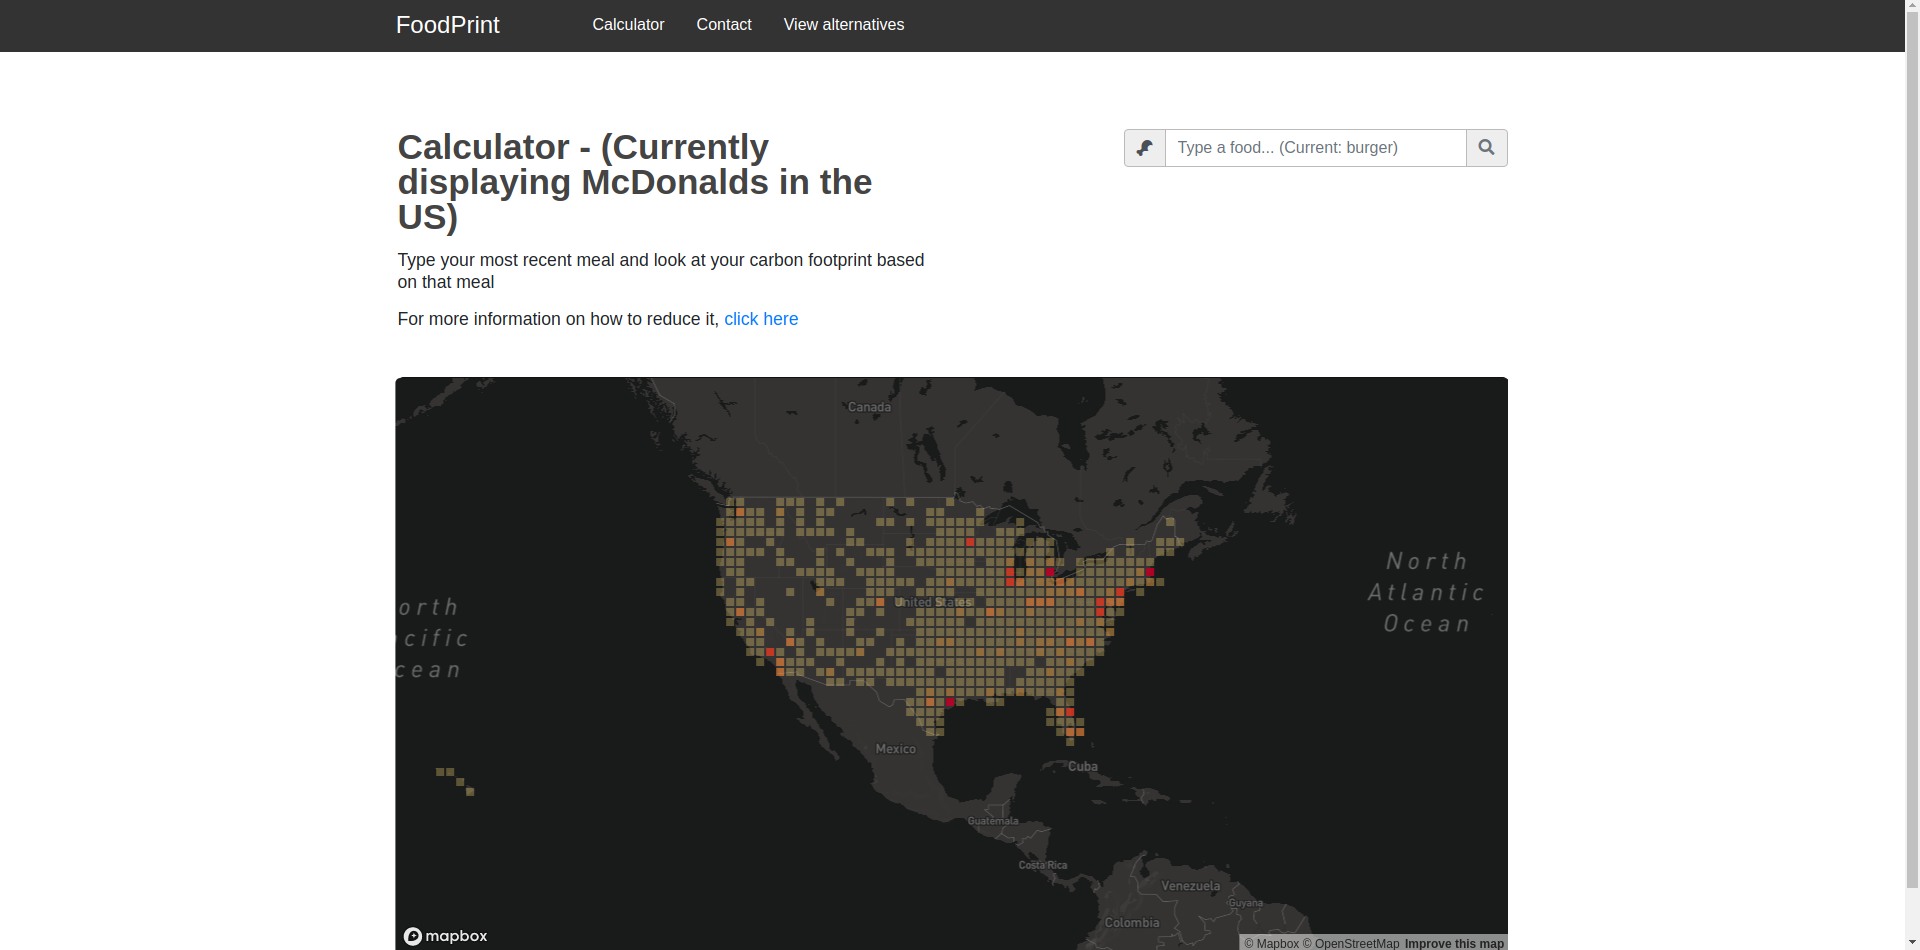 FoodPrint
Calculator
Contact
View alternatives
Calculator - (Currently
displaying McDonalds in the
US)
Type a food... (Current: burger)
Type your most recent meal and look at your carbon footprint based
on that meal
For more information on how to reduce it, click here
Canada
North
Atlantic
Ocean
United States
orth
cific
cean
Mexico
Cuba
Guatemala
Costa Rica
Venezuela
Guyana
Colombia
mapbox
© Mapbox © OpenStreetMap Improve this map